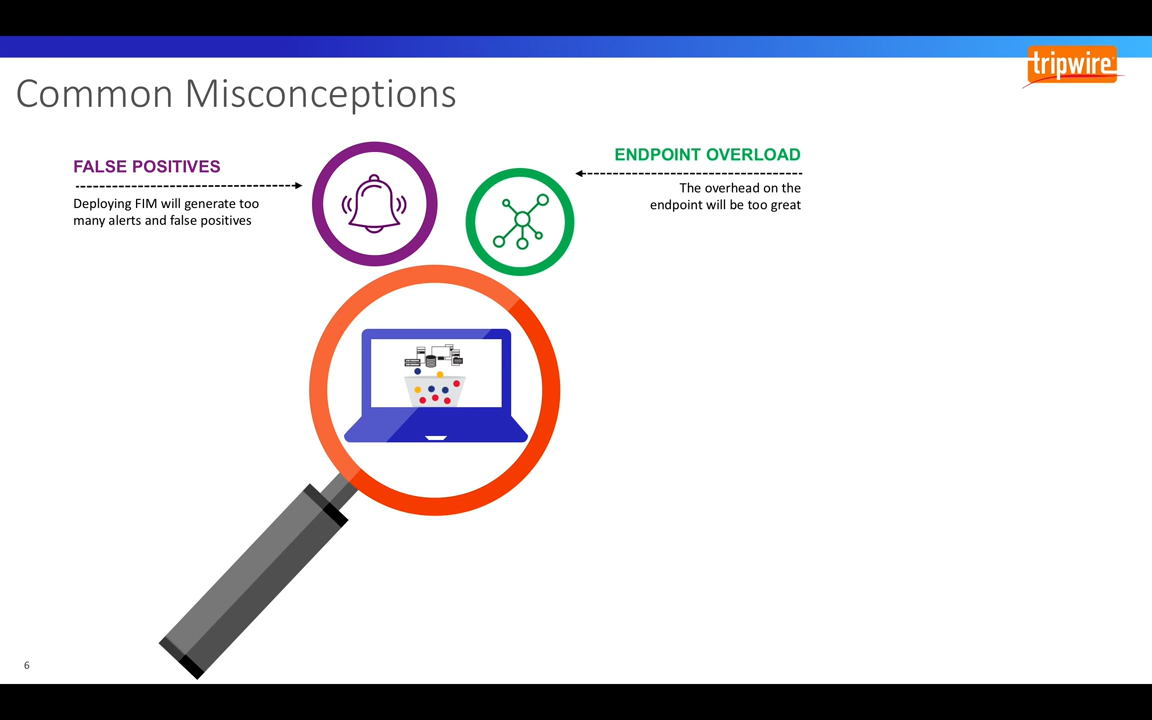 tripwire
Common Misconceptions
FALSE POSITIVES
Deploying FIM will generate too
many alerts and false positives
ENDPOINT OVERLOAD
The overhead on the
endpoint will be too great
6